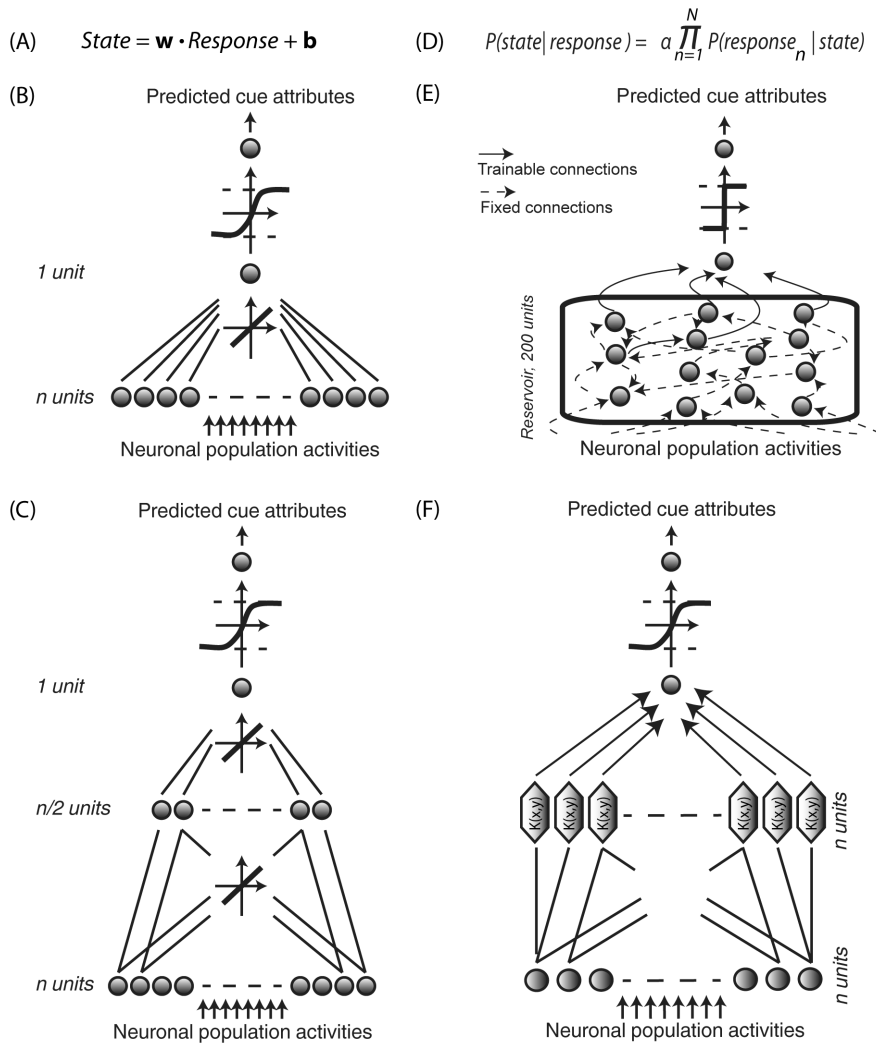 (A) State = w • Response + b
(B)
Predicted cue attributes
1 unit
n units
Neuronal population activities
(C)
Predicted cue attributes
1 unit
n/2 units
n units
Neuronal population activities
(D) P(state| response ) = α ∏ N n=1 P(response n | state)
(E)
Predicted cue attributes
Trainable connections
Fixed connections
Reservoir, 200 units
Neuronal population activities
(F)
Predicted cue attributes
K(x,y) K(x,y) K(x,y) K(x,y) K(x,y) K(x,y)
n units
n units
Neuronal population activities